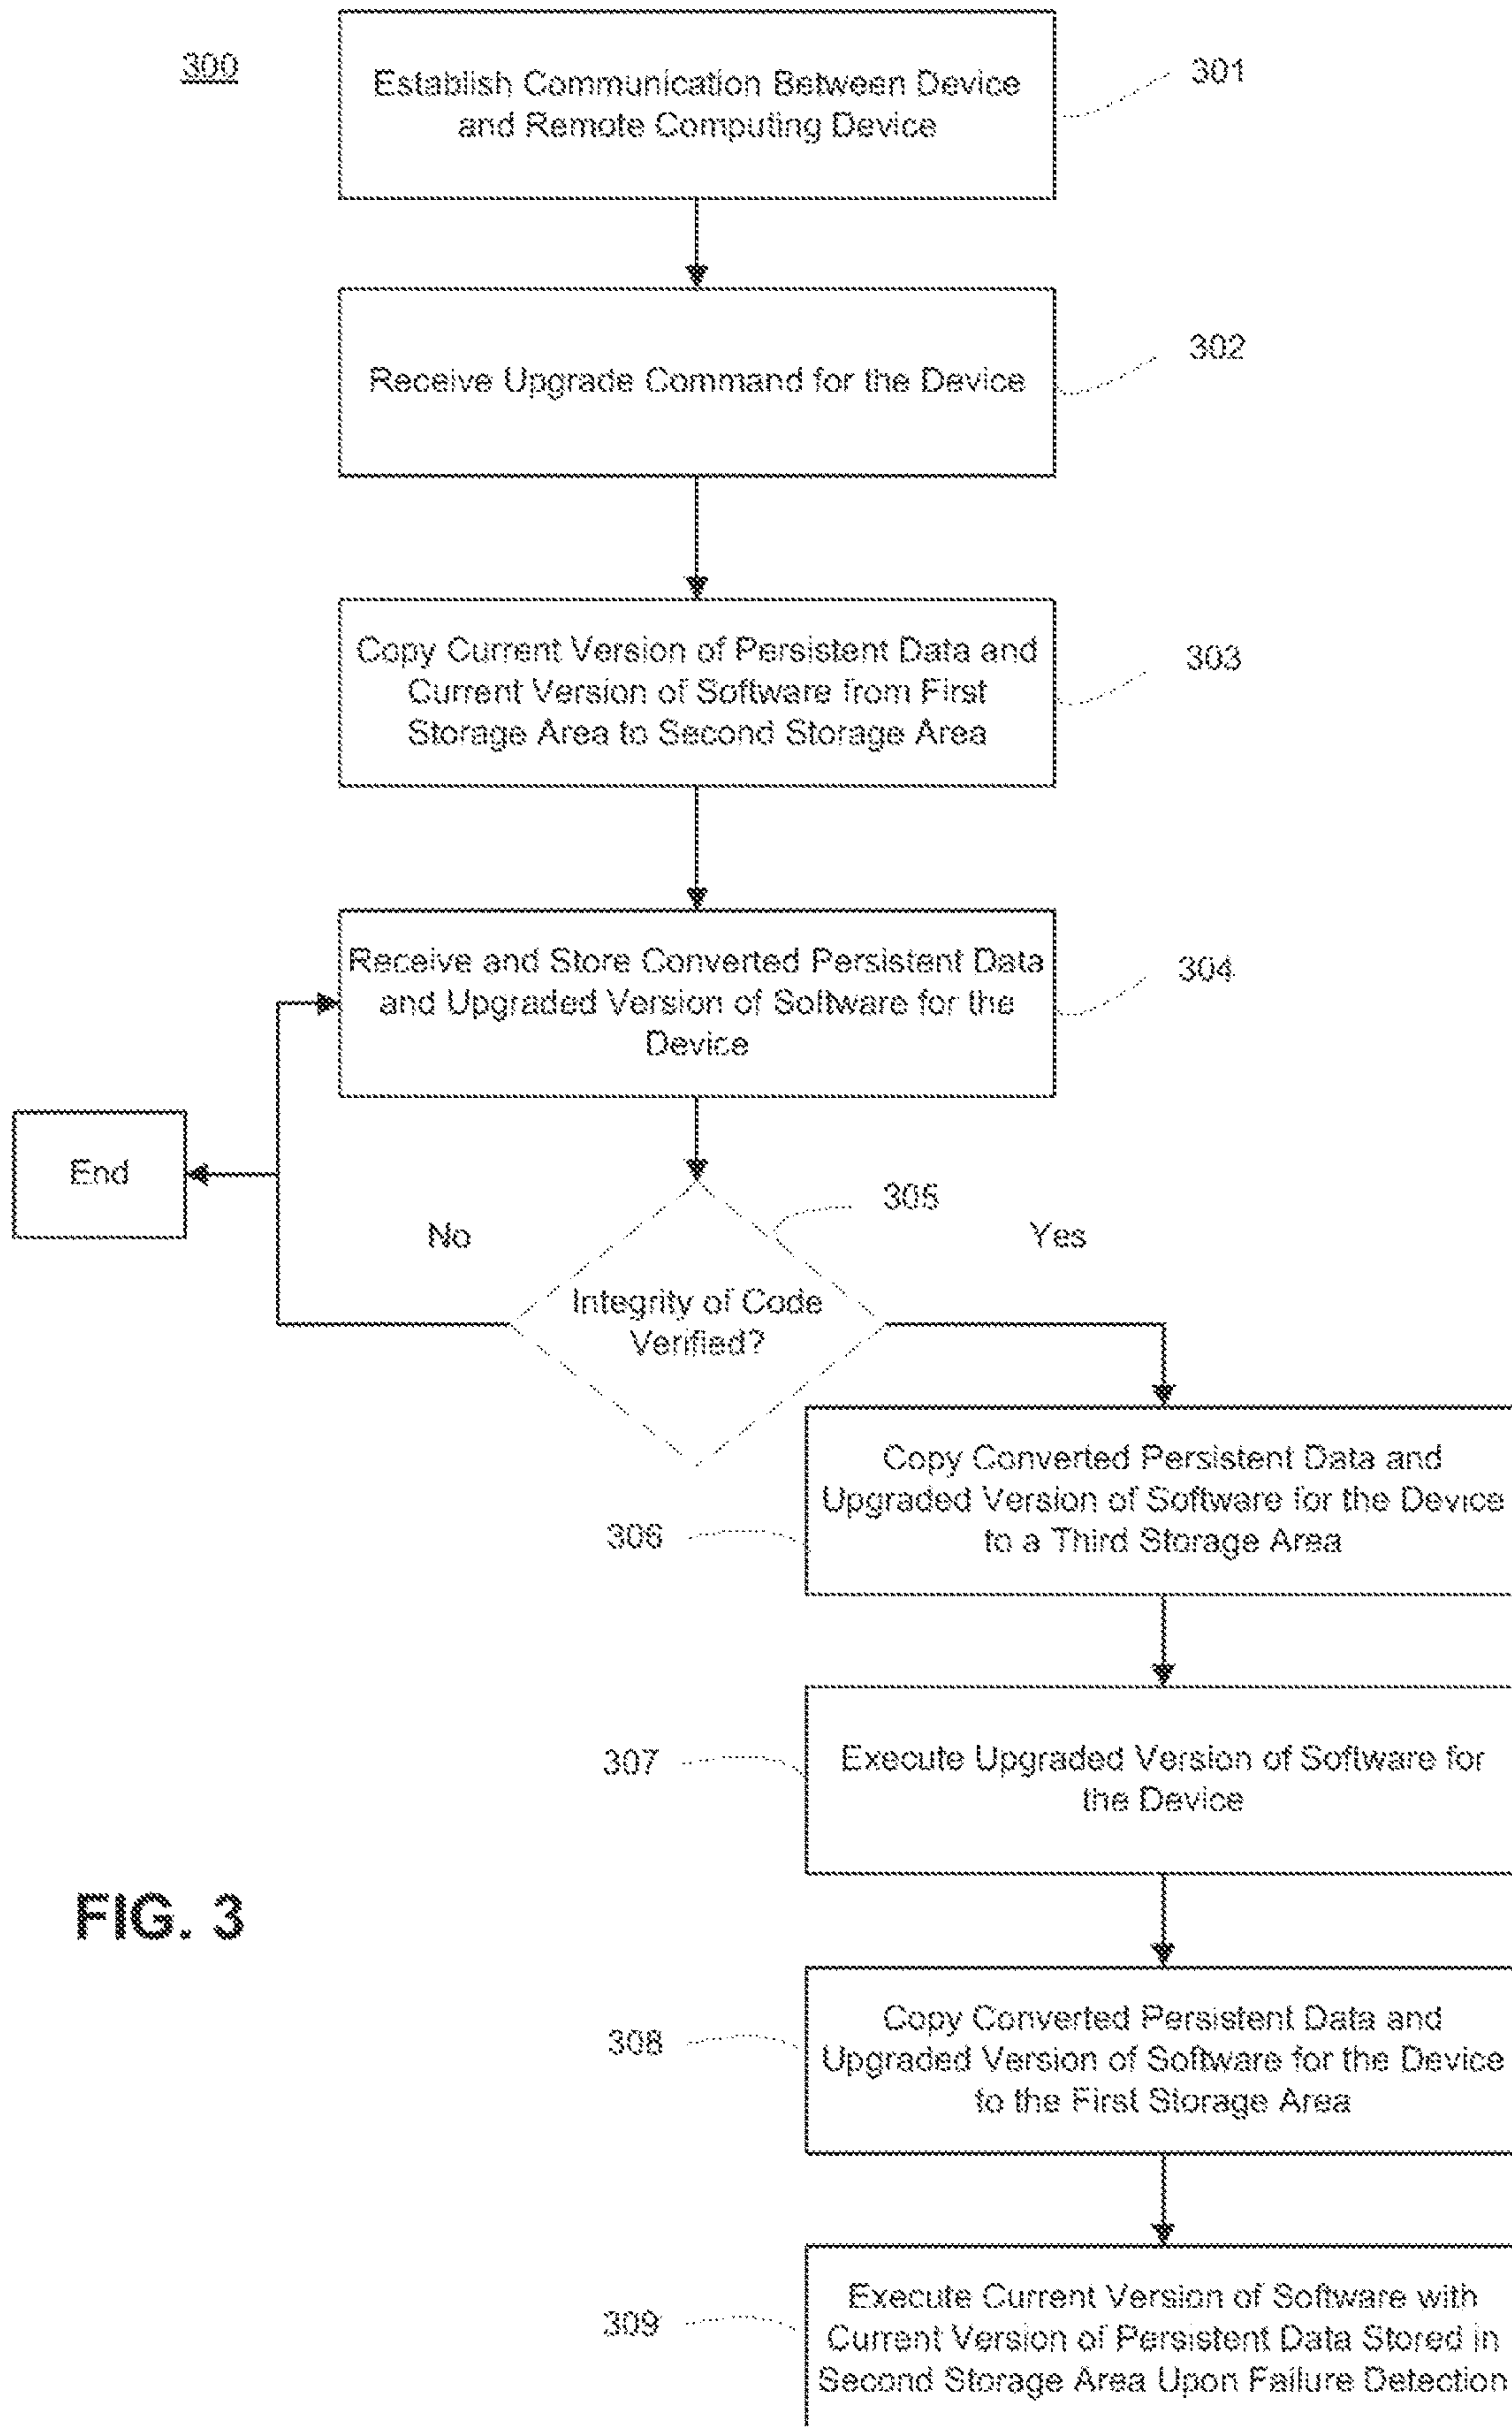 300
Establish Communication Between Device
and Remote Computing Device
301
Receive Upgrade Command for the Device
302
Copy Current Version of Persistent Data and
Current Version of Software from First
Storage Area to Second Storage Area
303
Receive and Store Converted Persistent Data
and Upgraded Version of Software for the
Device
304
End
No
305
Yes
Integrity of Code
Verified?
Copy Converted Persistent Data and
Upgraded Version of Software for the Device
to a Third Storage Area
306
Execute Upgraded Version of Software for
the Device
307
FIG. 3
Copy Converted Persistent Data and
Upgraded Version of Software for the Device
to the First Storage Area
308
Execute Current Version of Software with
Current Version of Persistent Data Stored in
Second Storage Area Upon Failure Detection
309